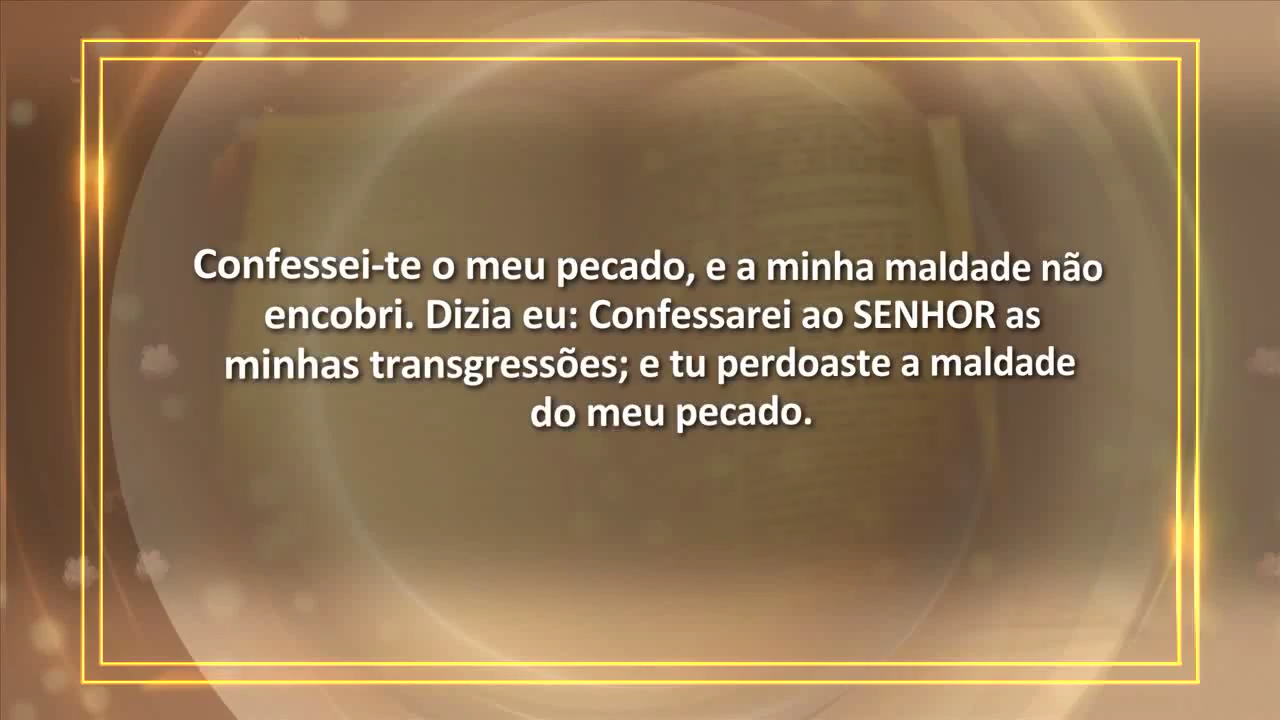 Confessei-te o meu pecado, e a minha maldade não
encobri. Dizia eu: Confessarei ao SENHOR as
minhas transgressões; e tu perdoaste a maldade
do meu pecado.